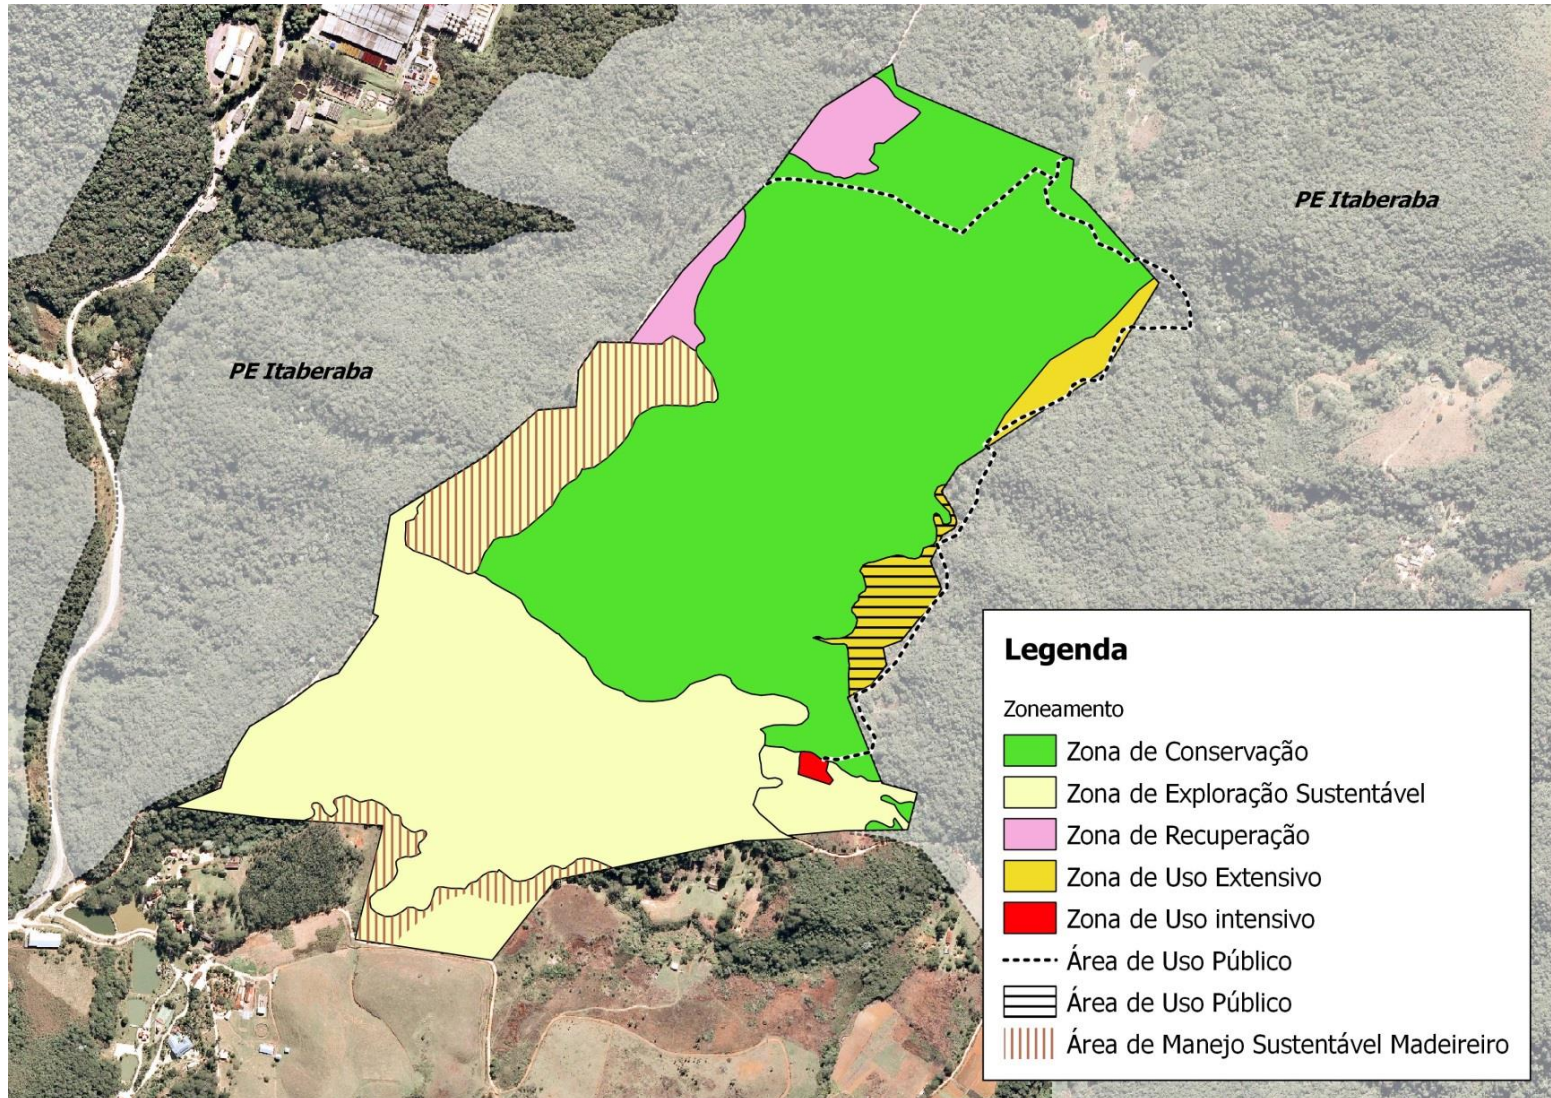 PE Itaberaba
PE Itaberaba
Legenda
Zoneamento
Zona de Conservação
Zona de Exploração Sustentável
Zona de Recuperação
Zona de Uso Extensivo
Zona de Uso intensivo
Área de Uso Público
Área de Uso Público
Área de Manejo Sustentável Madeireiro